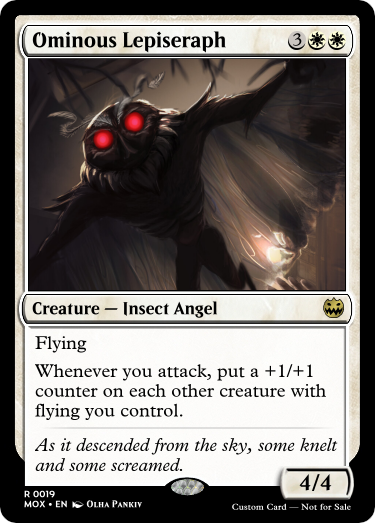 Ominous Lepiseraph 3
Creature — Insect Angel
Flying
Whenever you attack, put a +1/+1
counter on each other creature with
flying you control.
As it descended from the sky, some knelt
and some screamed.
4/4
R 0019
MOX • EN Olha Pankiv
Custom Card — Not for Sale